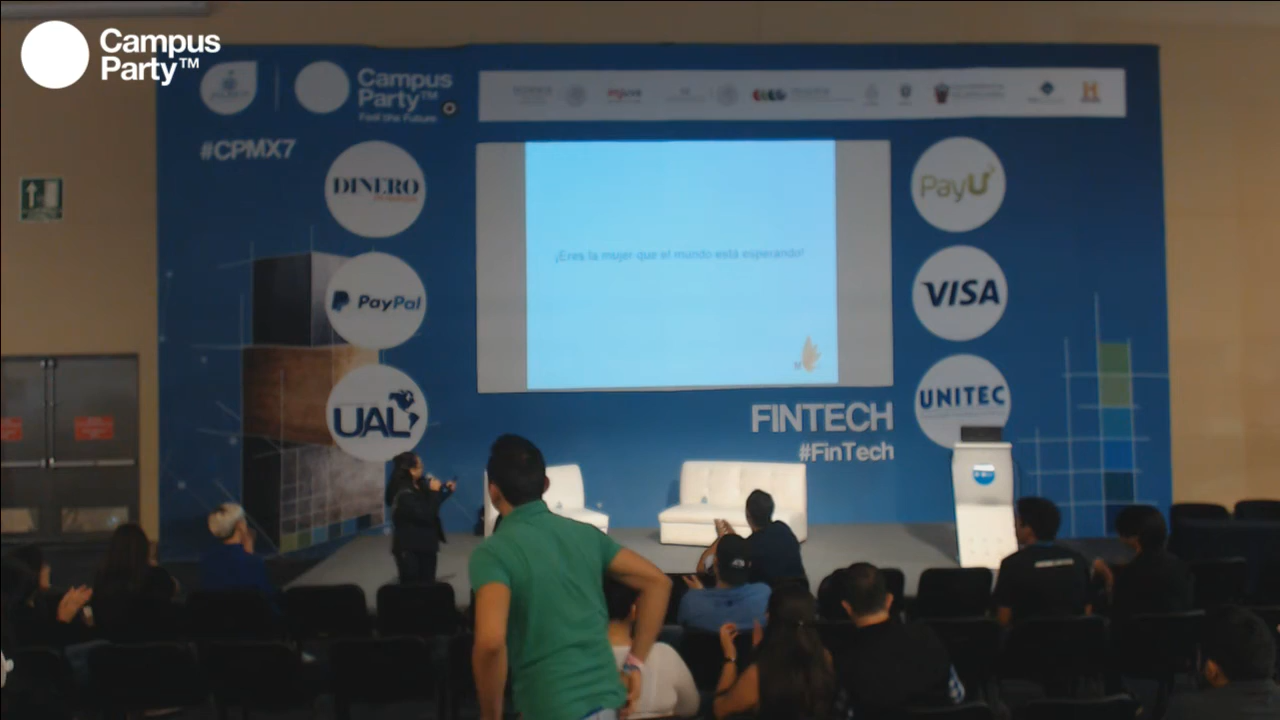 Campus
Party™
Campus
Party™
Feel the Future
#CPMX7
DINERO
PayU
¡Eres la mujer que el mundo está esperando!
PayPal
VISA
UAL
UNITEC
FINTECH
#FinTech